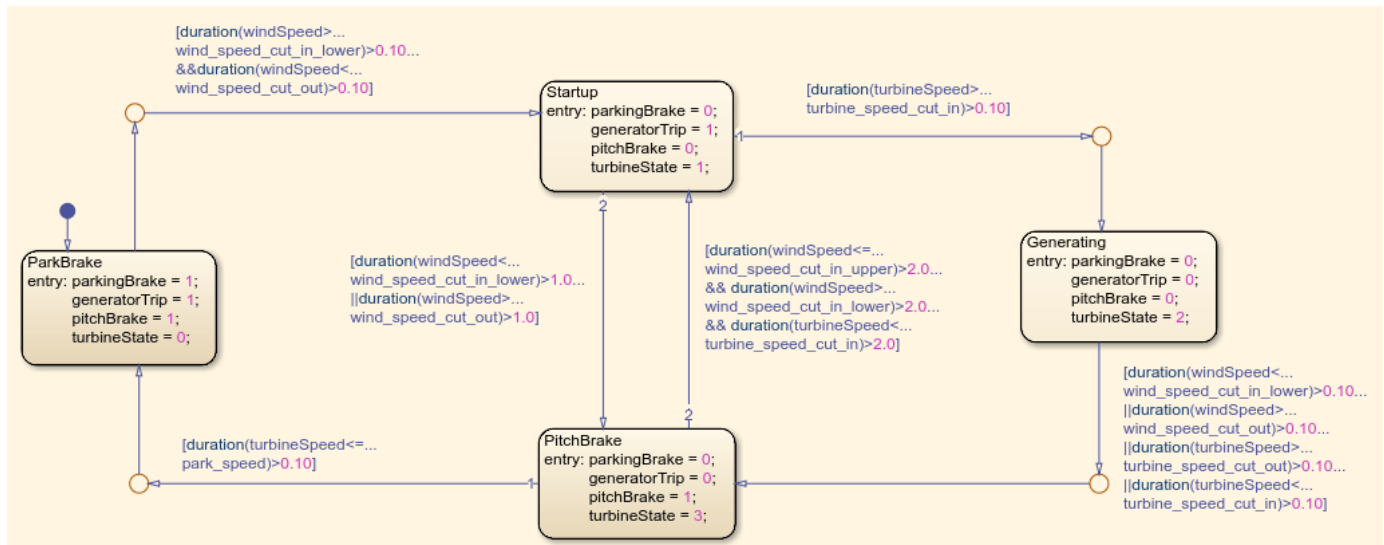 [duration(windSpeed>...
wind_speed_cut_in_lower)>0.10...
&&duration(windSpeed<...
wind_speed_cut_out)>0.10]
Startup
entry: parkingBrake = 0;
generatorTrip = 1;
pitchBrake = 0;
turbineState = 1;
[duration(turbineSpeed>...
turbine_speed_cut_in)>0.10]
1
2
ParkBrake
entry: parkingBrake = 1;
generatorTrip = 1;
pitchBrake = 1;
turbineState = 0;
[duration(windSpeed<...
wind_speed_cut_in_lower)>1.0...
||duration(windSpeed>...
wind_speed_cut_out)>1.0]
[duration(windSpeed<=...
wind_speed_cut_in_upper)>2.0...
&& duration(windSpeed>...
wind_speed_cut_in_lower)>2.0...
&& duration(turbineSpeed<...
turbine_speed_cut_in)>2.0]
Generating
entry: parkingBrake = 0;
generatorTrip = 0;
pitchBrake = 0;
turbineState = 2;
[duration(windSpeed<...
wind_speed_cut_in_lower)>0.10...
||duration(windSpeed>...
wind_speed_cut_out)>0.10...
||duration(turbineSpeed>...
turbine_speed_cut_out)>0.10...
||duration(turbineSpeed<...
turbine_speed_cut_in)>0.10]
2
[duration(turbineSpeed<=...
park_speed)>0.10]
1
PitchBrake
entry: parkingBrake = 0;
generatorTrip = 0;
pitchBrake = 1;
turbineState = 3;